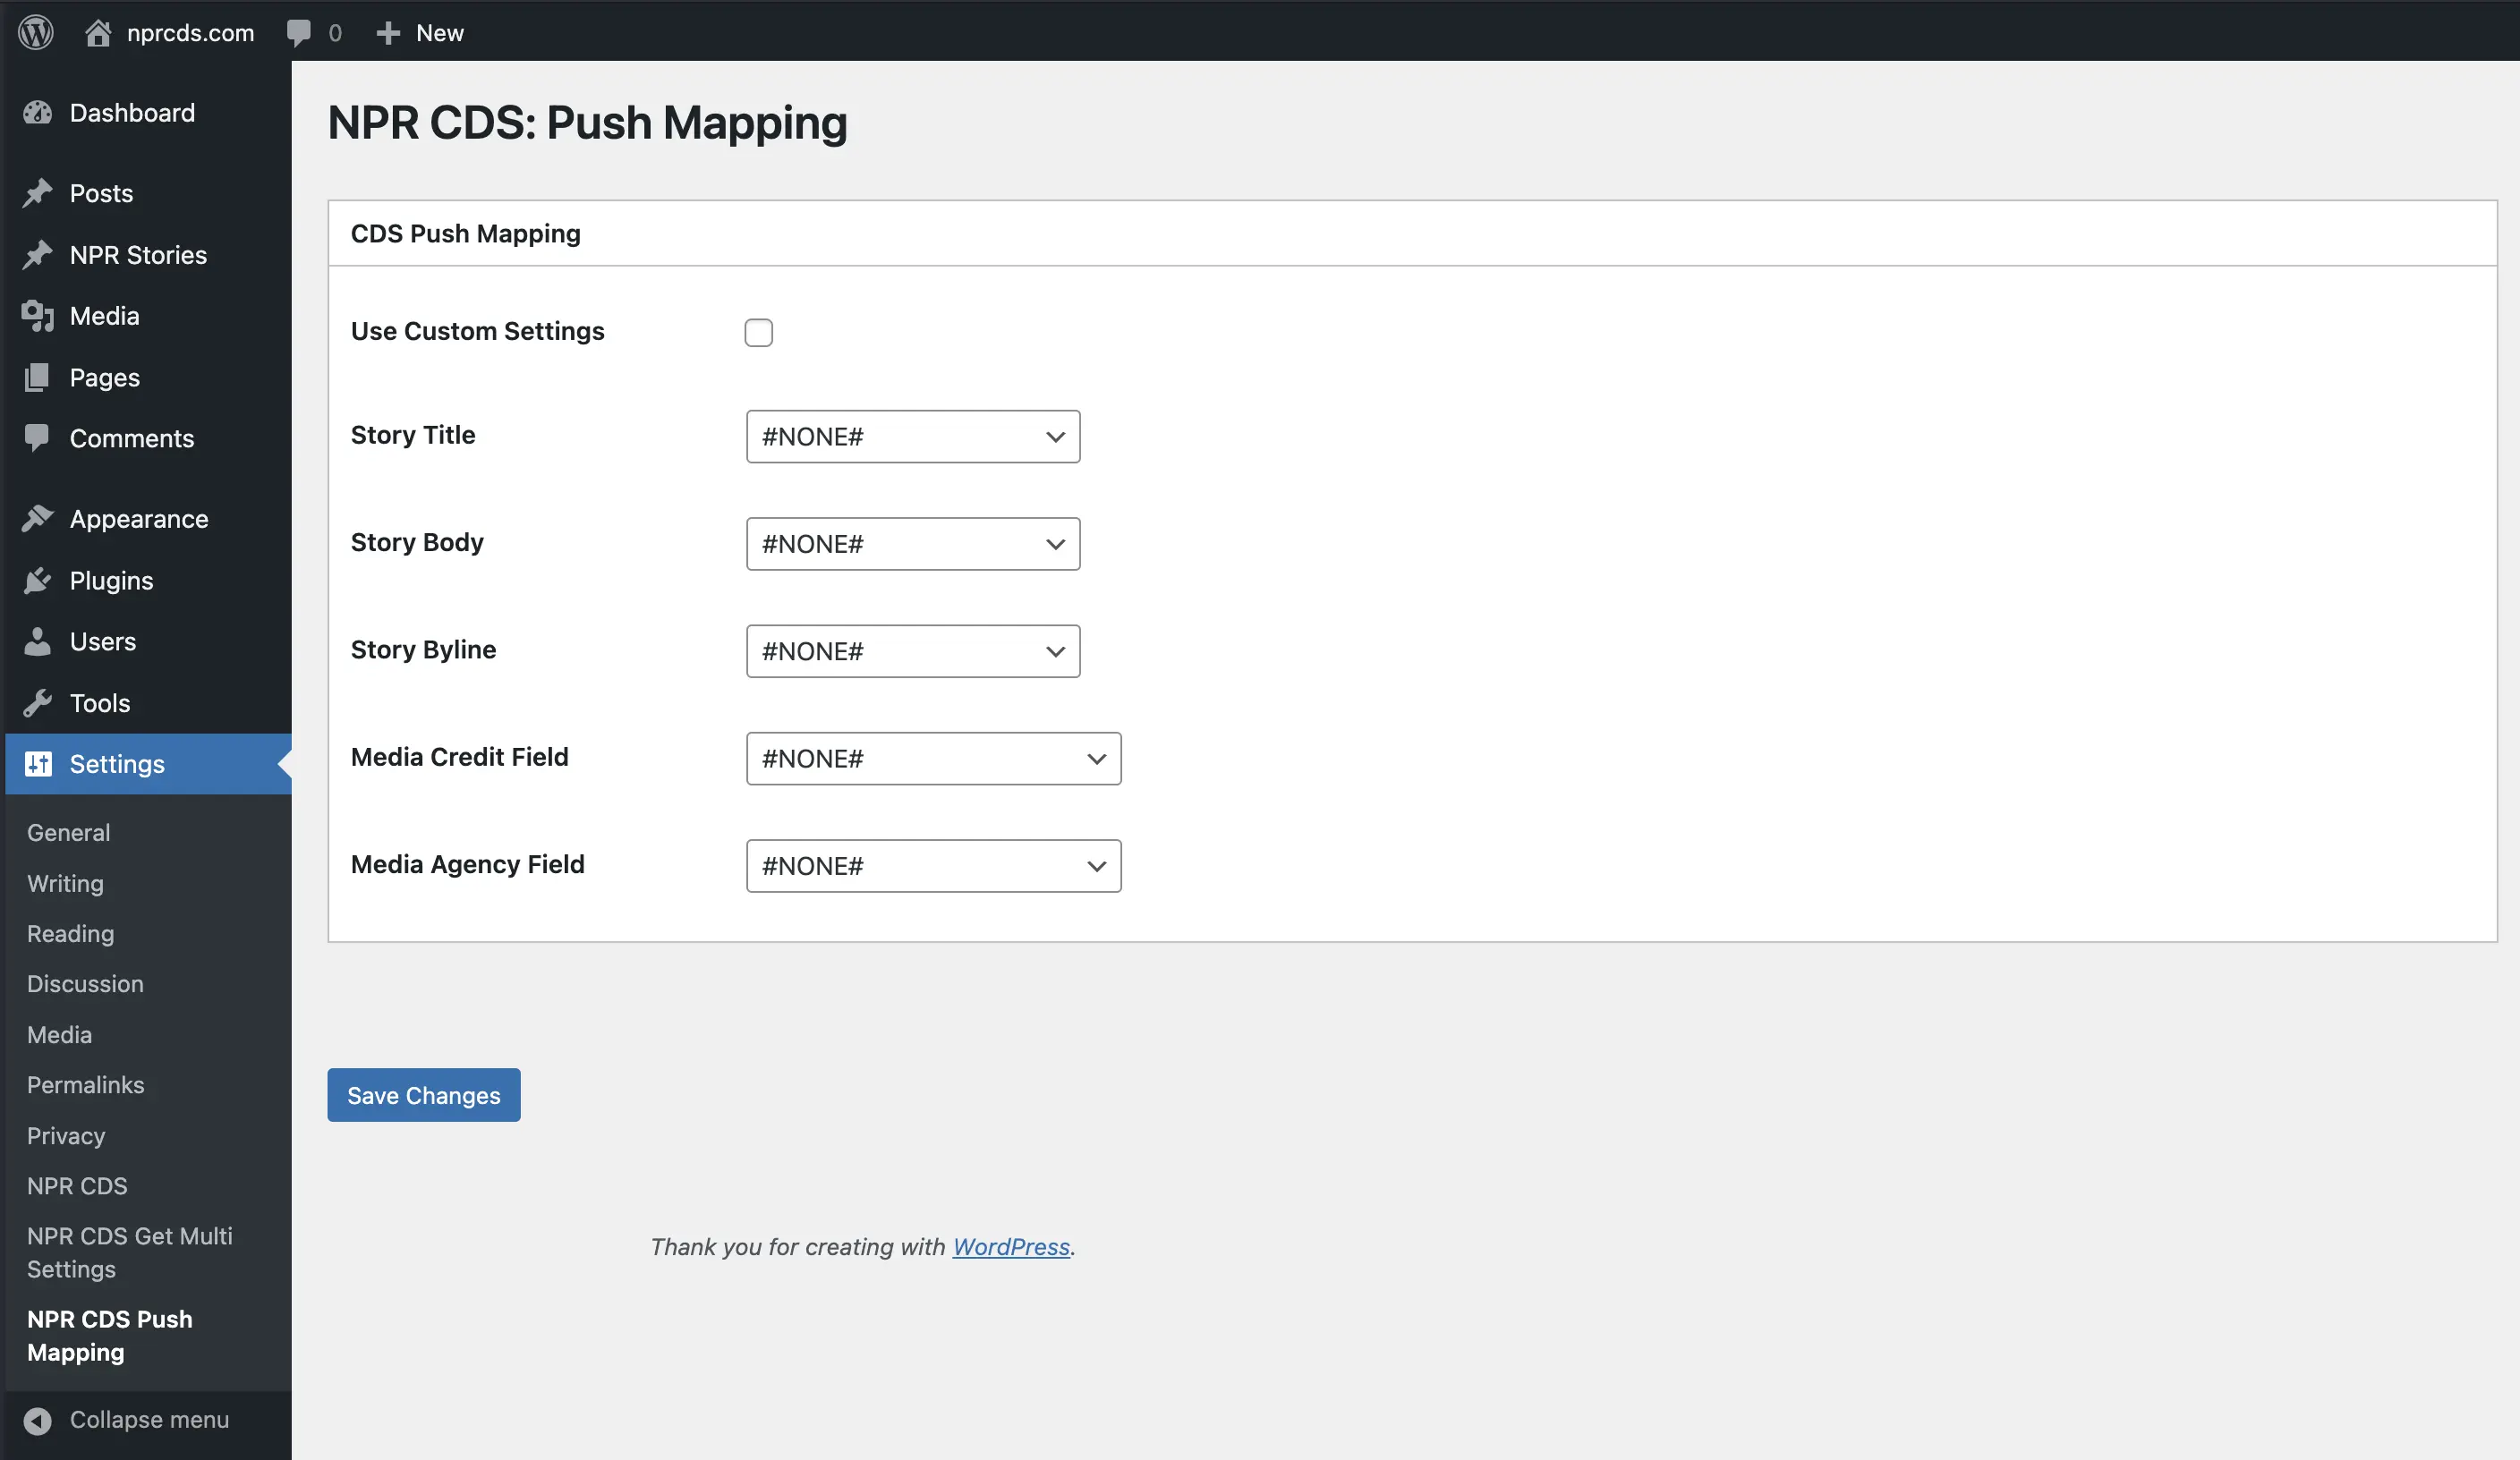 nprcds.com 0 New
Dashboard
Posts
NPR Stories
Media
Pages
Comments
Appearance
Plugins
Users
Tools
Settings
General
Writing
Reading
Discussion
Media
Permalinks
Privacy
NPR CDS
NPR CDS Get Multi
Settings
NPR CDS Push
Mapping
Collapse menu
NPR CDS: Push Mapping
CDS Push Mapping
Use Custom Settings
Story Title #NONE#
Story Body #NONE#
Story Byline #NONE#
Media Credit Field #NONE#
Media Agency Field #NONE#
Save Changes
Thank you for creating with WordPress.